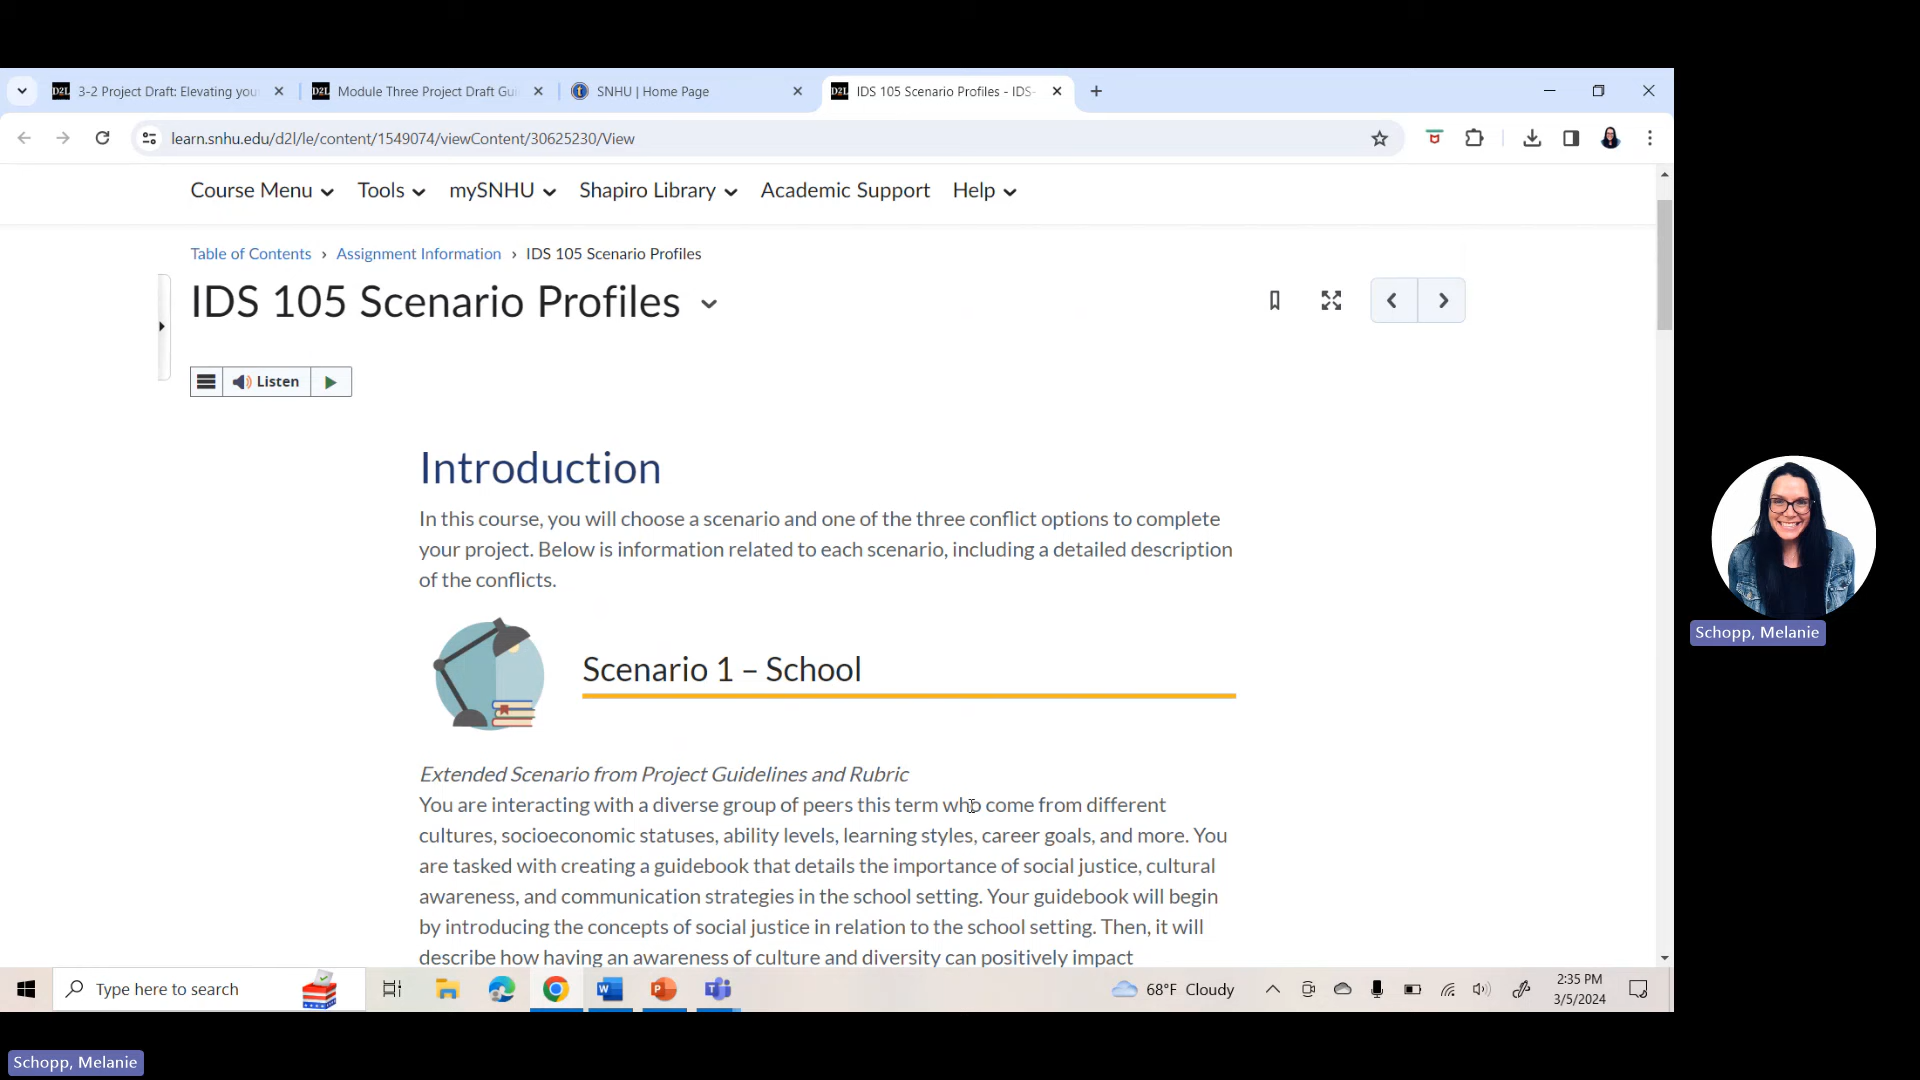 D2L 3-2 Project Draft: Elevating you
D2L Module Three Project Draft Gui
SNHU | Home Page
D2L IDS 105 Scenario Profiles - IDS-
learn.snhu.edu/d2l/le/content/1549074/viewContent/30625230/View
Course Menu Tools mySNHU Shapiro Library Academic Support Help
Table of Contents › Assignment Information › IDS 105 Scenario Profiles
IDS 105 Scenario Profiles
Listen
Introduction
In this course, you will choose a scenario and one of the three conflict options to complete
your project. Below is information related to each scenario, including a detailed description
of the conflicts.
Scenario 1 – School
Extended Scenario from Project Guidelines and Rubric
You are interacting with a diverse group of peers this term who come from different
cultures, socioeconomic statuses, ability levels, learning styles, career goals, and more. You
are tasked with creating a guidebook that details the importance of social justice, cultural
awareness, and communication strategies in the school setting. Your guidebook will begin
by introducing the concepts of social justice in relation to the school setting. Then, it will
describe how having an awareness of culture and diversity can positively impact
Schopp, Melanie
Type here to search
68°F Cloudy
2:35 PM
3/5/2024
Schopp, Melanie